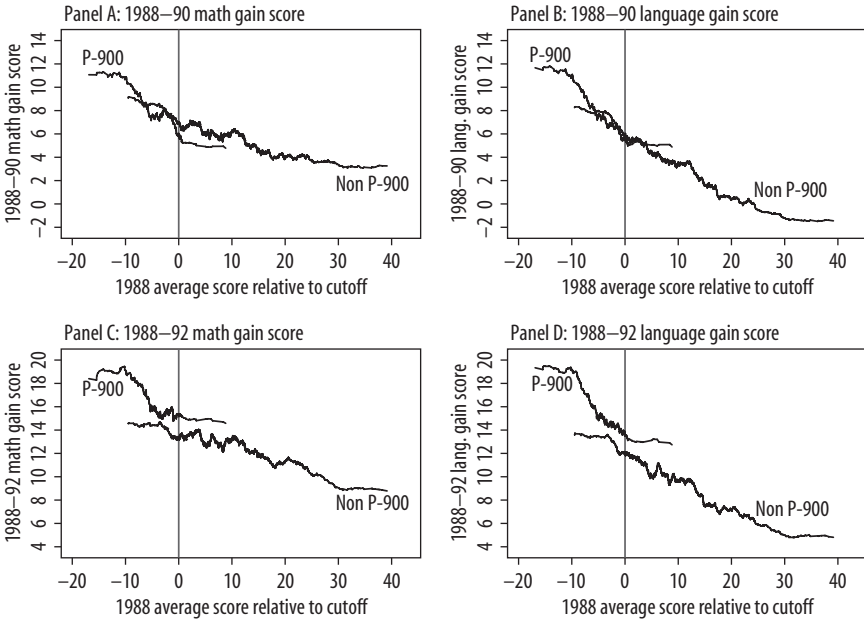 Panel A: 1988–90 math gain score
1988–90 math gain score
14
12
10
8
6
4
2
0
−2
P-900
Non P-900
−20 −10 0 10 20 30 40
1988 average score relative to cutoff
Panel B: 1988–90 language gain score
1988–90 lang. gain score
14
12
10
8
6
4
2
0
−2
P-900
Non P-900
−20 −10 0 10 20 30 40
1988 average score relative to cutoff
Panel C: 1988–92 math gain score
1988–92 math gain score
20
18
16
14
12
10
8
6
4
P-900
Non P-900
−20 −10 0 10 20 30 40
1988 average score relative to cutoff
Panel D: 1988–92 language gain score
1988–92 lang. gain score
20
18
16
14
12
10
8
6
4
P-900
Non P-900
−20 −10 0 10 20 30 40
1988 average score relative to cutoff